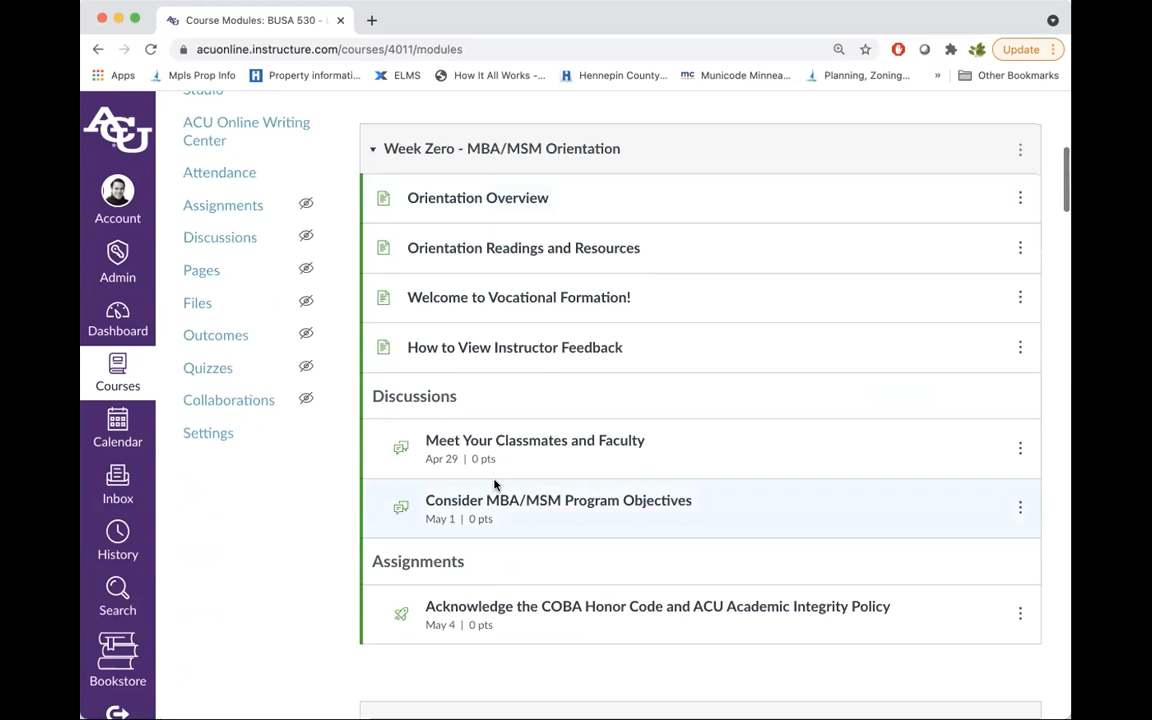 Course Modules: BUSA 530 -
acuonline.instructure.com/courses/4011/modules
Update
Apps
Mpls Prop Info
Property informati...
ELMS
How It All Works -...
Hennepin County...
mc Municode Minnea...
Planning, Zoning...
»
Other Bookmarks
ACU
Account
Admin
Dashboard
Courses
Calendar
Inbox
History
Search
Bookstore
Studio
ACU Online Writing
Center
Attendance
Assignments
Discussions
Pages
Files
Outcomes
Quizzes
Collaborations
Settings
Week Zero - MBA/MSM Orientation
Orientation Overview
Orientation Readings and Resources
Welcome to Vocational Formation!
How to View Instructor Feedback
Discussions
Meet Your Classmates and Faculty
Apr 29 | 0 pts
Consider MBA/MSM Program Objectives
May 1 | 0 pts
Assignments
Acknowledge the COBA Honor Code and ACU Academic Integrity Policy
May 4 | 0 pts